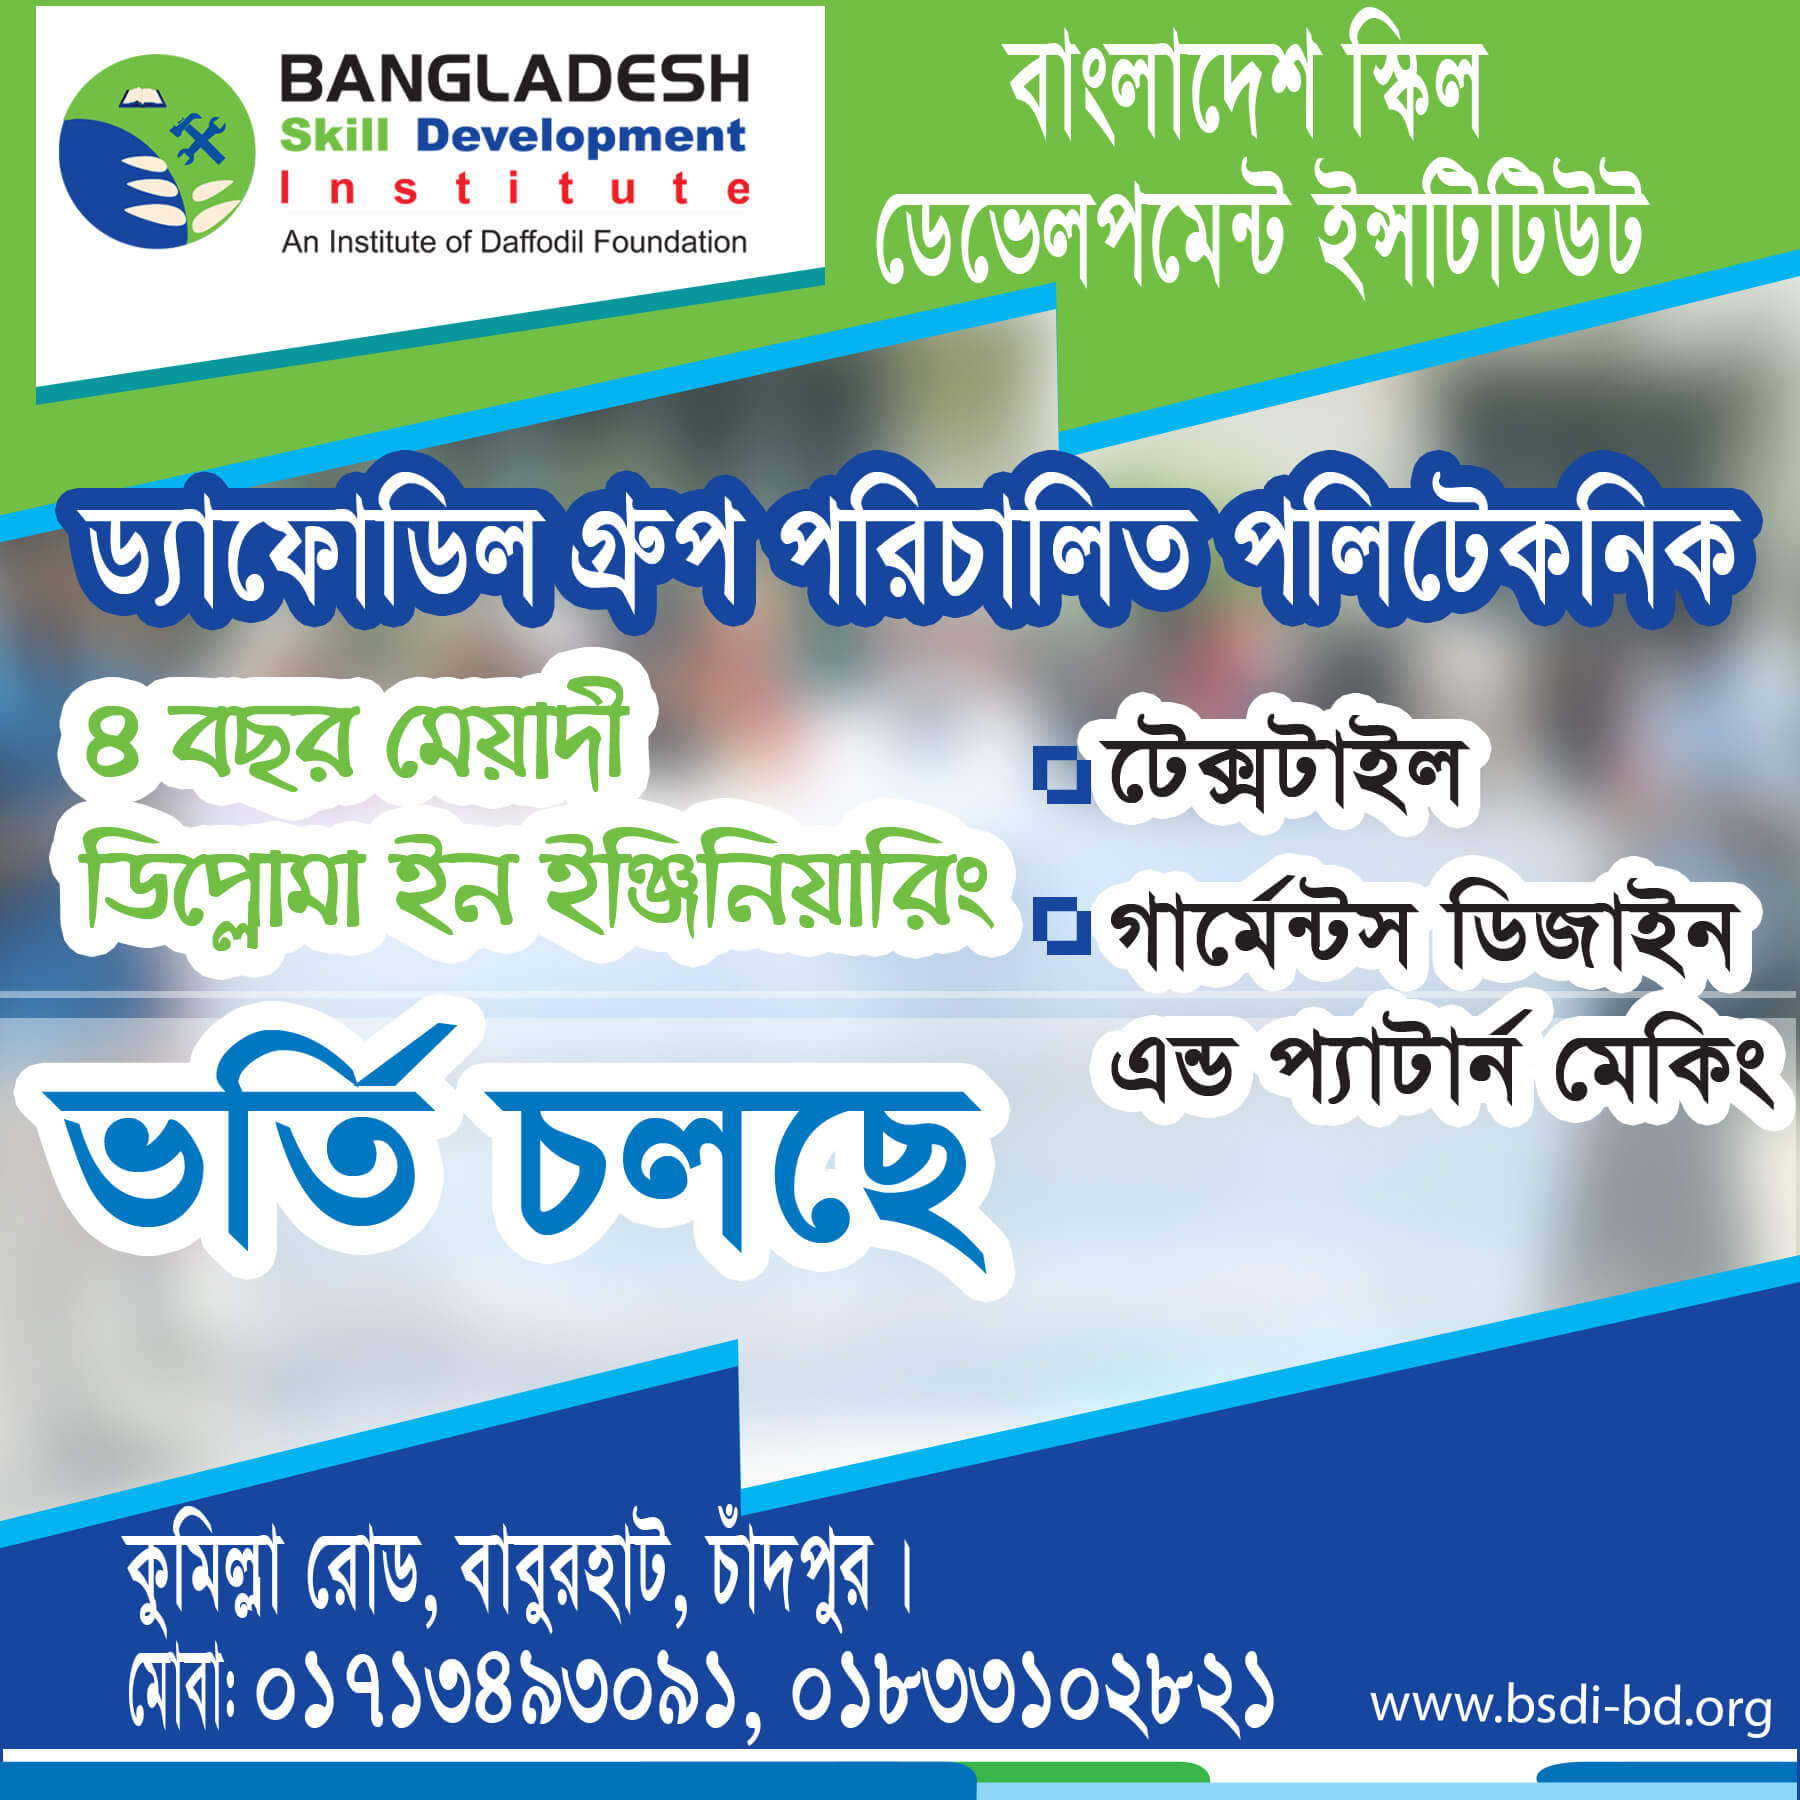 BANGLADESH
Skill Development
Institute
An Institute of Daffodil Foundation
বাংলাদেশ স্কিল
ডেভেলপমেন্ট ইন্সটিটিউট
ড্যাফোডিল গ্রুপ পরিচালিত পলিটেকনিক
৪ বছর মেয়াদী
ডিপ্লোমা ইন ইঞ্জিনিয়ারিং
ভর্তি চলছে
টেক্সটাইল
গার্মেন্টস ডিজাইন
এন্ড প্যাটার্ন মেকিং
কুমিল্লা রোড, বাবুরহাট, চাঁদপুর।
মোবা: ০১৭১৩৪৯৩০৯১, ০১৮৩৩১০২৮২১
www.bsdi-bd.org